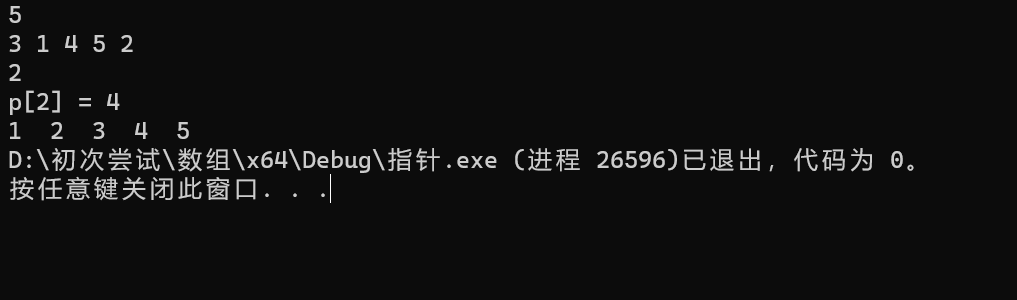 5
3 1 4 5 2
2
p[2] = 4
1  2  3  4  5
D:\初次尝试\数组\x64\Debug\指针.exe (进程 26596)已退出，代码为 0。
按任意键关闭此窗口. . .